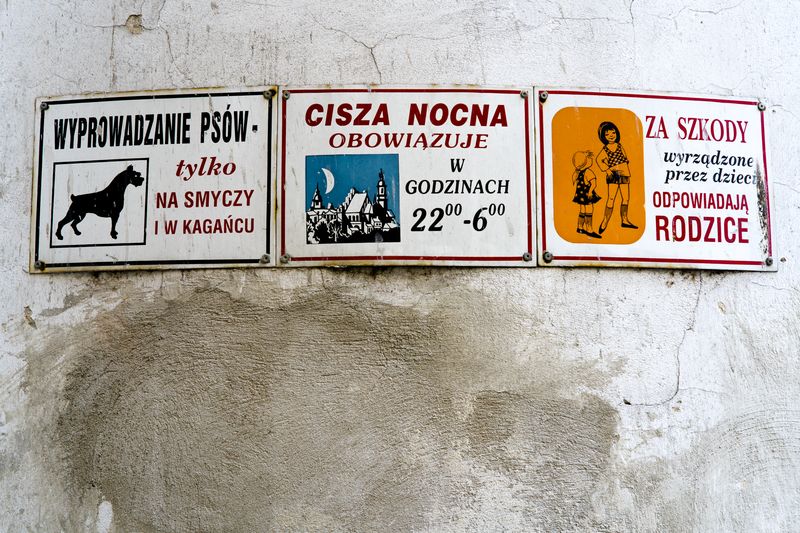 WYPROWADZANIE PSÓW -
tylko
NA SMYCZY
I W KAGAŃCU
CISZA NOCNA
OBOWIĄZUJE
W
GODZINACH
22⁰⁰-6⁰⁰
ZA SZKODY
wyrządzone
przez dzieci
ODPOWIADAJĄ
RODZICE